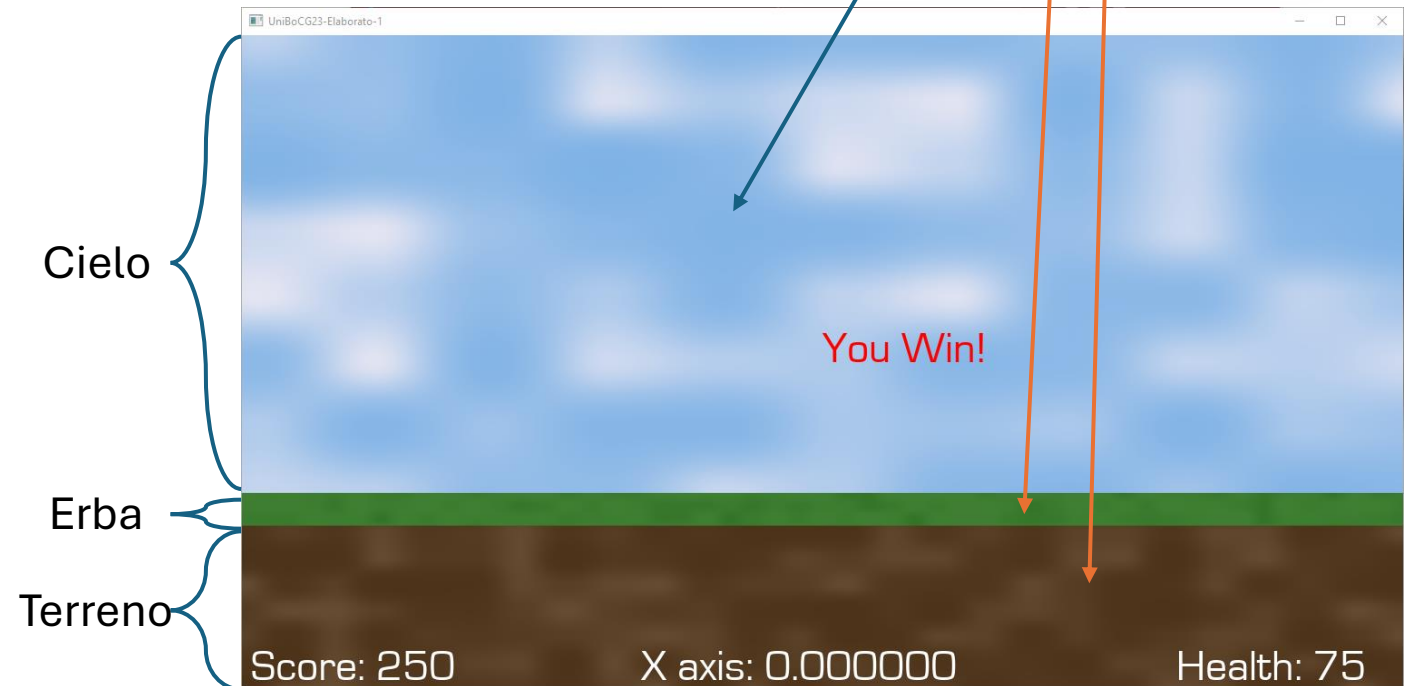 UniBoCG23-Elaborato-1
Cielo
You Win!
Erba
Terreno
Score: 250 X axis: 0.000000 Health: 75